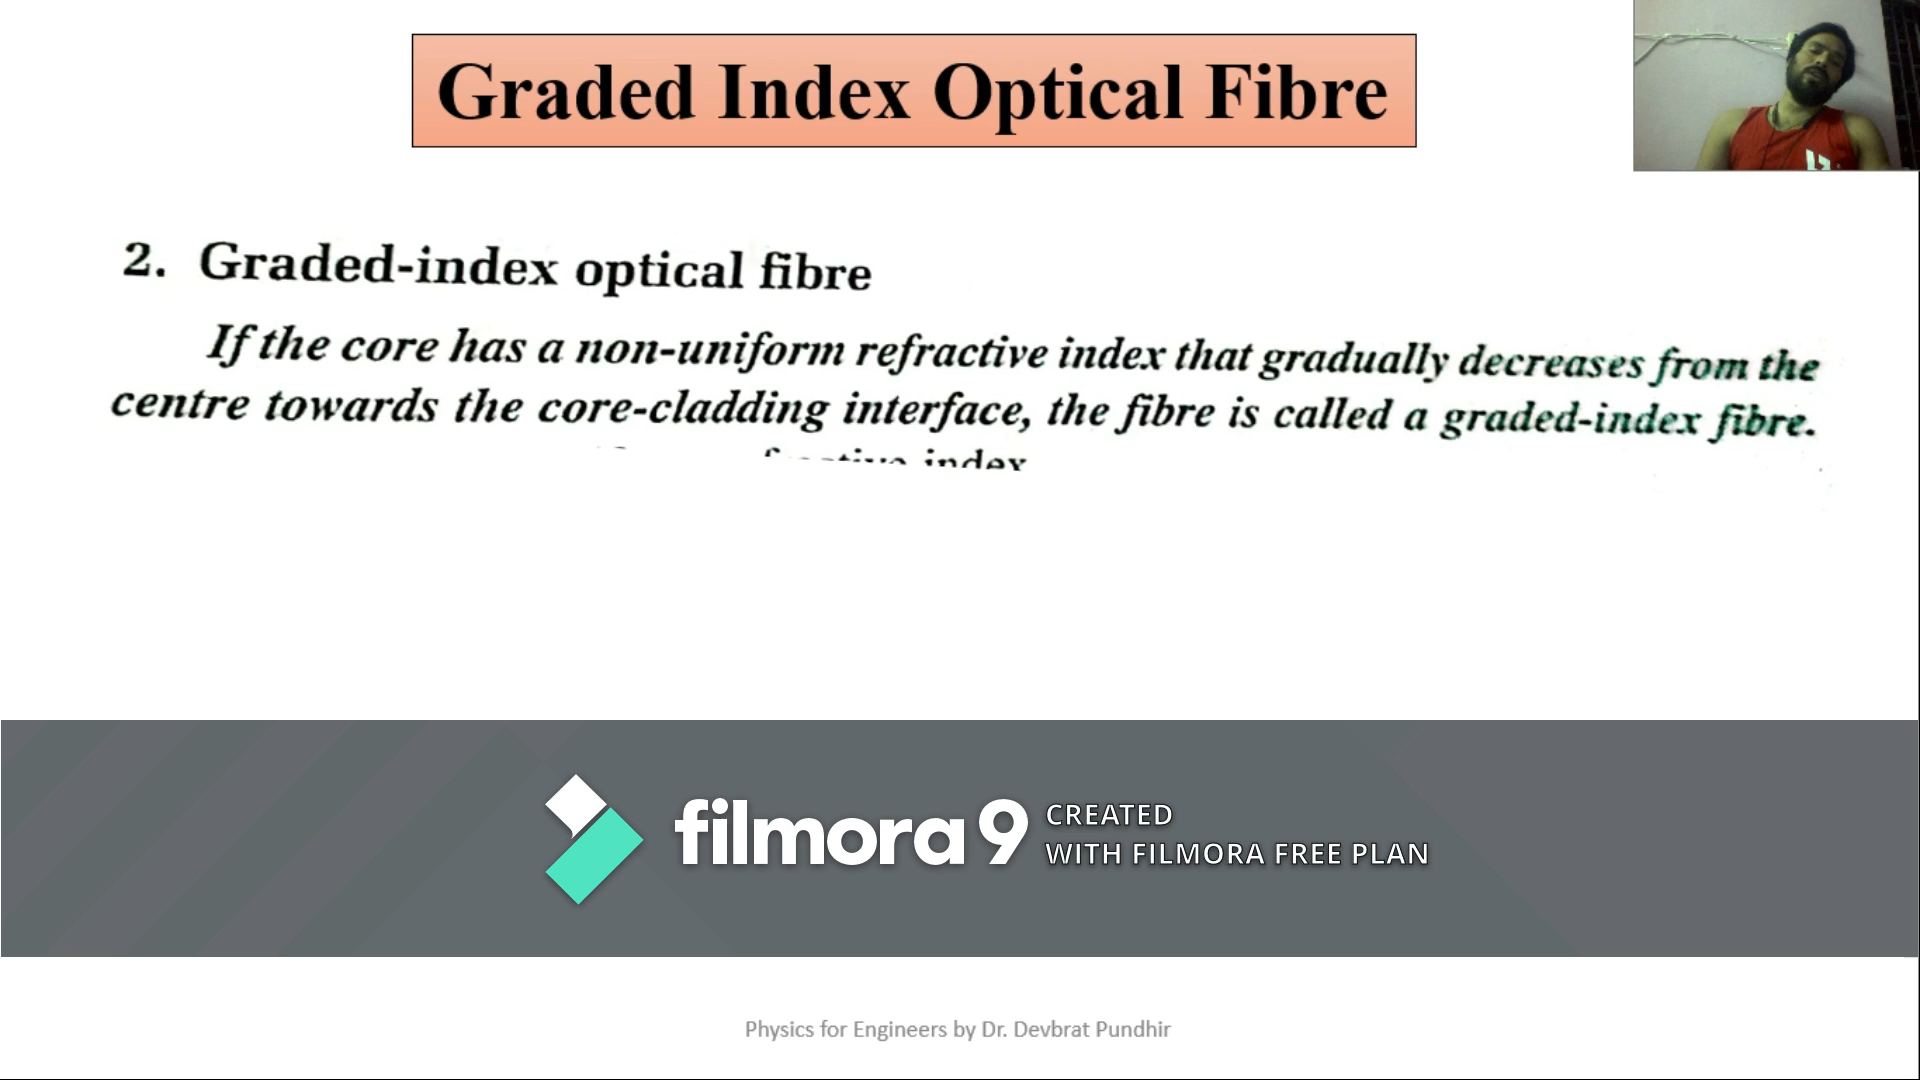 Graded Index Optical Fibre
2. Graded-index optical fibre
If the core has a non-uniform refractive index that gradually decreases from the
centre towards the core-cladding interface, the fibre is called a graded-index fibre.
index
filmora9 CREATED
WITH FILMORA FREE PLAN
Physics for Engineers by Dr. Devbrat Pundhir